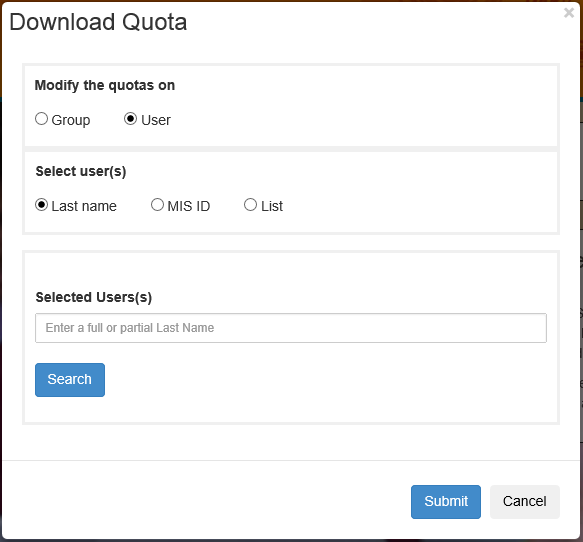 Download Quota
Modify the quotas on
Group User
Select user(s)
Last name MIS ID List
Selected Users(s)
Enter a full or partial Last Name
Search
Submit Cancel